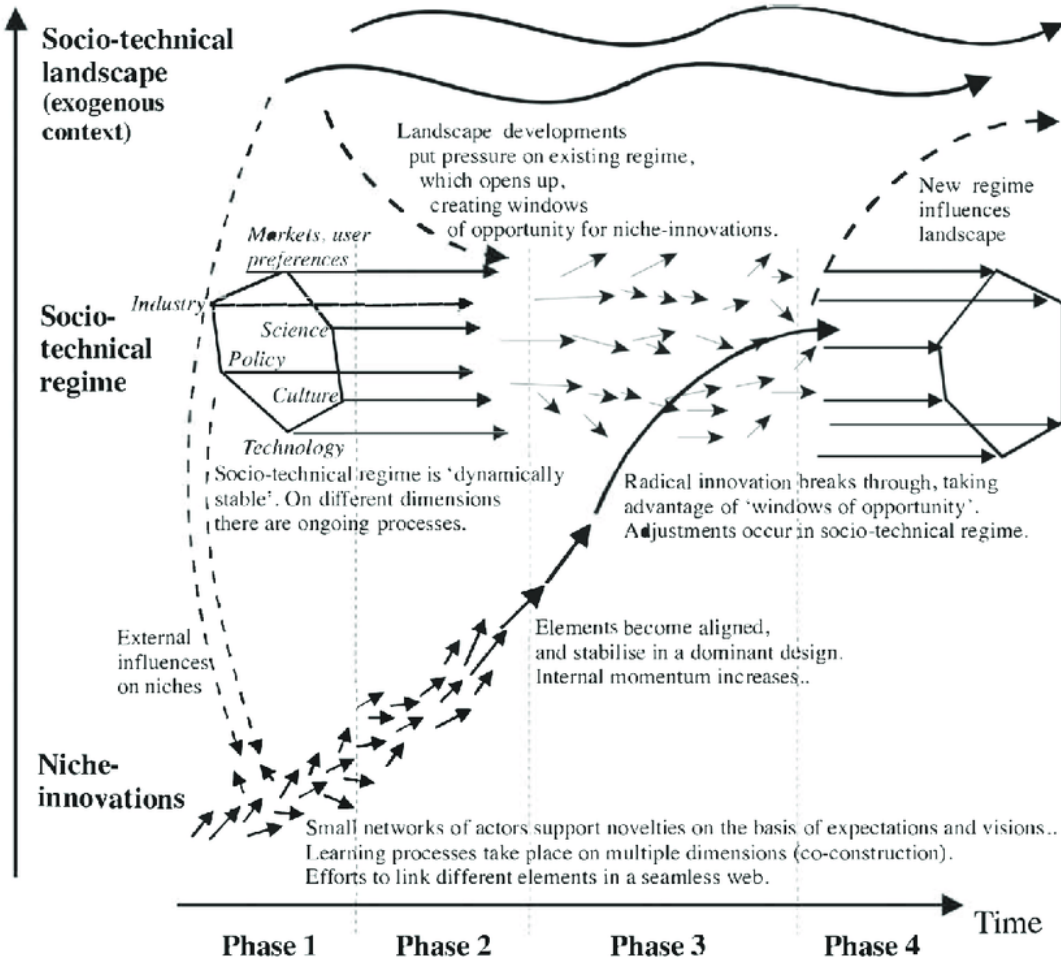 Socio-technical
landscape
(exogenous
context)
Landscape developments
put pressure on existing regime,
which opens up,
creating windows
of opportunity for niche-innovations.
New regime
influences
landscape
Markets, user
preferences
Industry
Science
Policy
Culture
Technology
Socio-
technical
regime
Socio-technical regime is ‘dynamically
stable’. On different dimensions
there are ongoing processes.
Radical innovation breaks through, taking
advantage of ‘windows of opportunity’.
Adjustments occur in socio-technical regime.
External
influences
on niches
Elements become aligned,
and stabilise in a dominant design.
Internal momentum increases..
Niche-
innovations
Small networks of actors support novelties on the basis of expectations and visions..
Learning processes take place on multiple dimensions (co-construction).
Efforts to link different elements in a seamless web.
Time
Phase 1
Phase 2
Phase 3
Phase 4